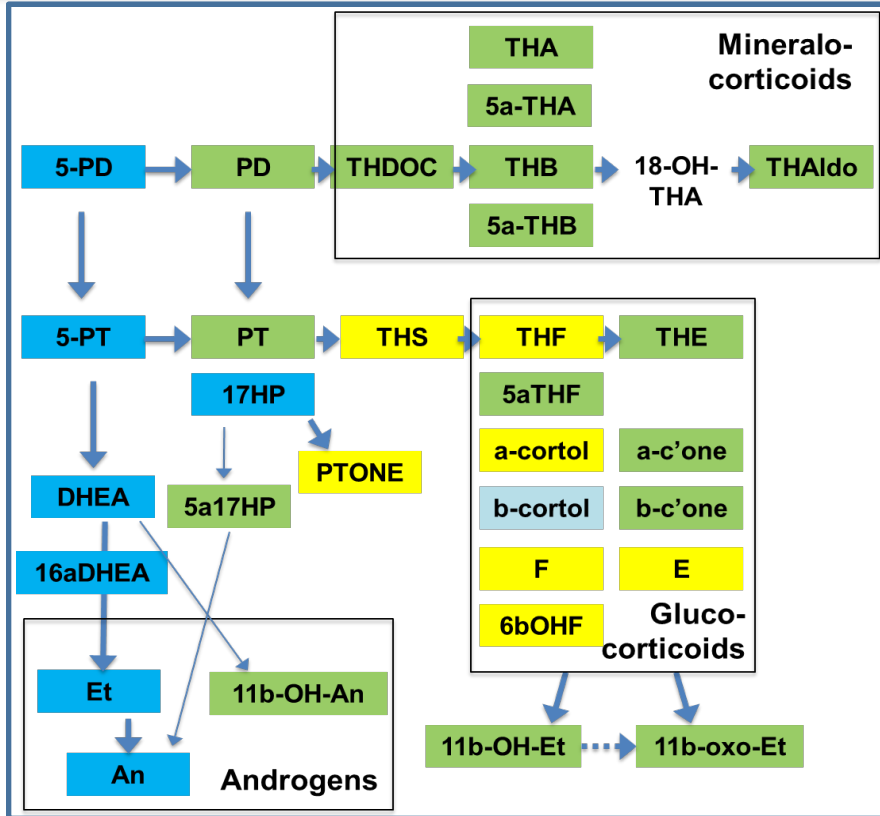 THA
Mineralo-
corticoids
5a-THA
5-PD
PD
THDOC
THB
18-OH-
THA
THAldo
5a-THB
5-PT
PT
THS
THF
THE
17HP
5aTHF
PTONE
a-cortol
a-c'one
DHEA
5a17HP
b-cortol
b-c'one
16aDHEA
F
E
6bOHF
Gluco-
corticoids
Et
11b-OH-An
11b-OH-Et
11b-oxo-Et
An
Androgens